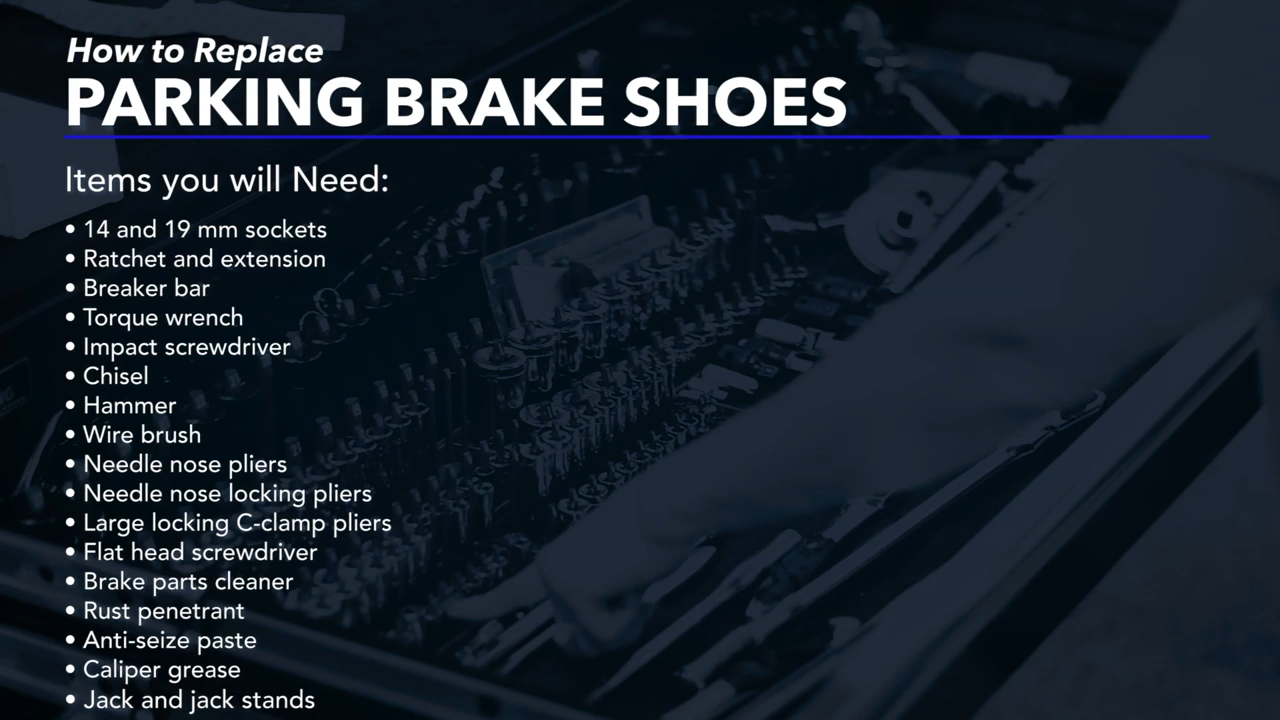 How to Replace
PARKING BRAKE SHOES
Items you will Need:
• 14 and 19 mm sockets
• Ratchet and extension
• Breaker bar
• Torque wrench
• Impact screwdriver
• Chisel
• Hammer
• Wire brush
• Needle nose pliers
• Needle nose locking pliers
• Large locking C-clamp pliers
• Flat head screwdriver
• Brake parts cleaner
• Rust penetrant
• Anti-seize paste
• Caliper grease
• Jack and jack stands